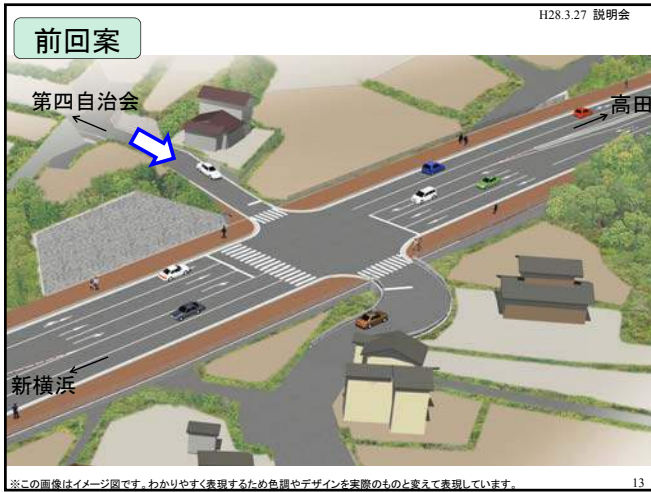 H28.3.27 説明会
前回案
第四自治会
高田
新横浜
※この画像はイメージ図です。わかりやすく表現するため色調やデザインを実際のものと変えて表現しています。
13